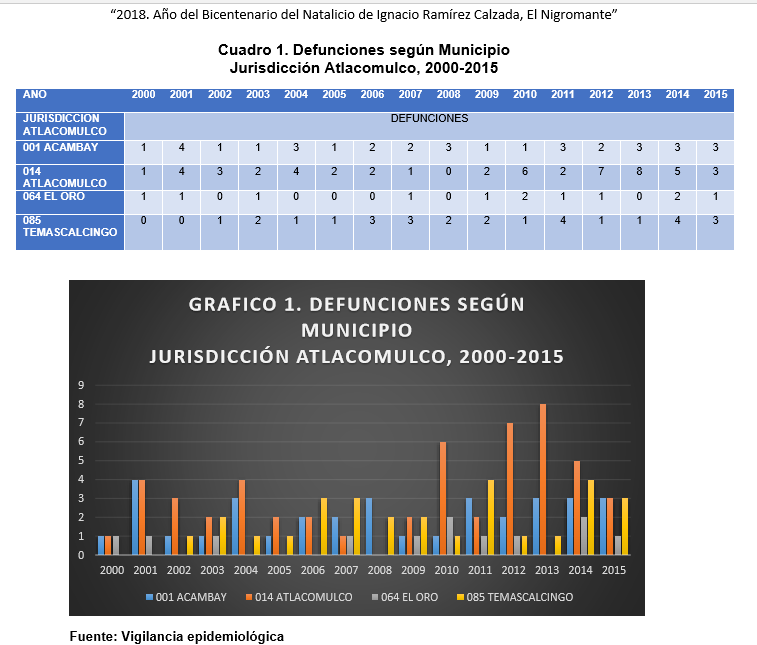 “2018. Año del Bicentenario del Natalicio de Ignacio Ramírez Calzada, El Nigromante”
Cuadro 1. Defunciones según Municipio
Jurisdicción Atlacomulco, 2000-2015
AÑO 2000 2001 2002 2003 2004 2005 2006 2007 2008 2009 2010 2011 2012 2013 2014 2015
JURISDICCION
ATLACOMULCO
DEFUNCIONES
001 ACAMBAY 1 4 1 1 3 1 2 2 3 1 1 3 2 3 3 3
014
ATLACOMULCO
1 4 3 2 4 2 2 1 0 2 6 2 7 8 5 3
064 EL ORO 1 1 0 1 0 0 0 1 0 1 2 1 1 0 2 1
085
TEMASCALCINGO
0 0 1 2 1 1 3 3 2 2 1 4 1 1 4 3
GRAFICO 1. DEFUNCIONES SEGÚN
MUNICIPIO
JURISDICCIÓN ATLACOMULCO, 2000-2015
9
8
7
6
5
4
3
2
1
0
2000 2001 2002 2003 2004 2005 2006 2007 2008 2009 2010 2011 2012 2013 2014 2015
001 ACAMBAY 014 ATLACOMULCO 064 EL ORO 085 TEMASCALCINGO
Fuente: Vigilancia epidemiológica